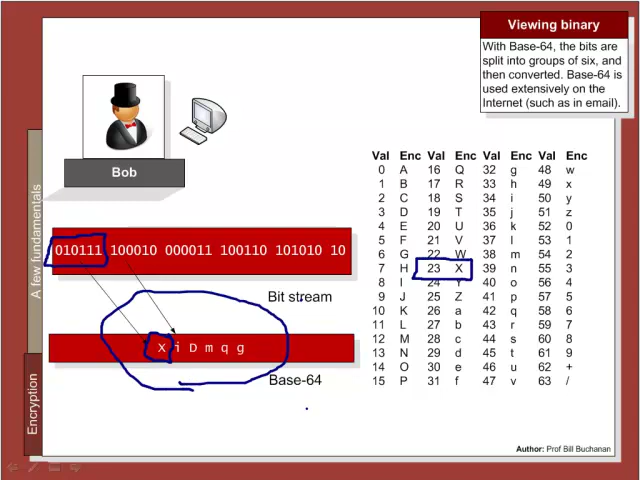 Viewing binary
With Base-64, the bits are
split into groups of six, and
then converted. Base-64 is
used extensively on the
Internet (such as in email).
Bob
A few fundamentals
Encryption
010111 100010 000011 100110 101010 10
Bit stream
X i D m q g
Base-64
Val Enc Val Enc Val Enc Val Enc
0 A 16 Q 32 g 48 w
1 B 17 R 33 h 49 x
2 C 18 S 34 i 50 y
3 D 19 T 35 j 51 z
4 E 20 U 36 k 52 0
5 F 21 V 37 l 53 1
6 G 22 W 38 m 54 2
7 H 23 X 39 n 55 3
8 I 24 Y 40 o 56 4
9 J 25 Z 41 p 57 5
10 K 26 a 42 q 58 6
11 L 27 b 43 r 59 7
12 M 28 c 44 s 60 8
13 N 29 d 45 t 61 9
14 O 30 e 46 u 62 +
15 P 31 f 47 v 63 /
Author: Prof Bill Buchanan